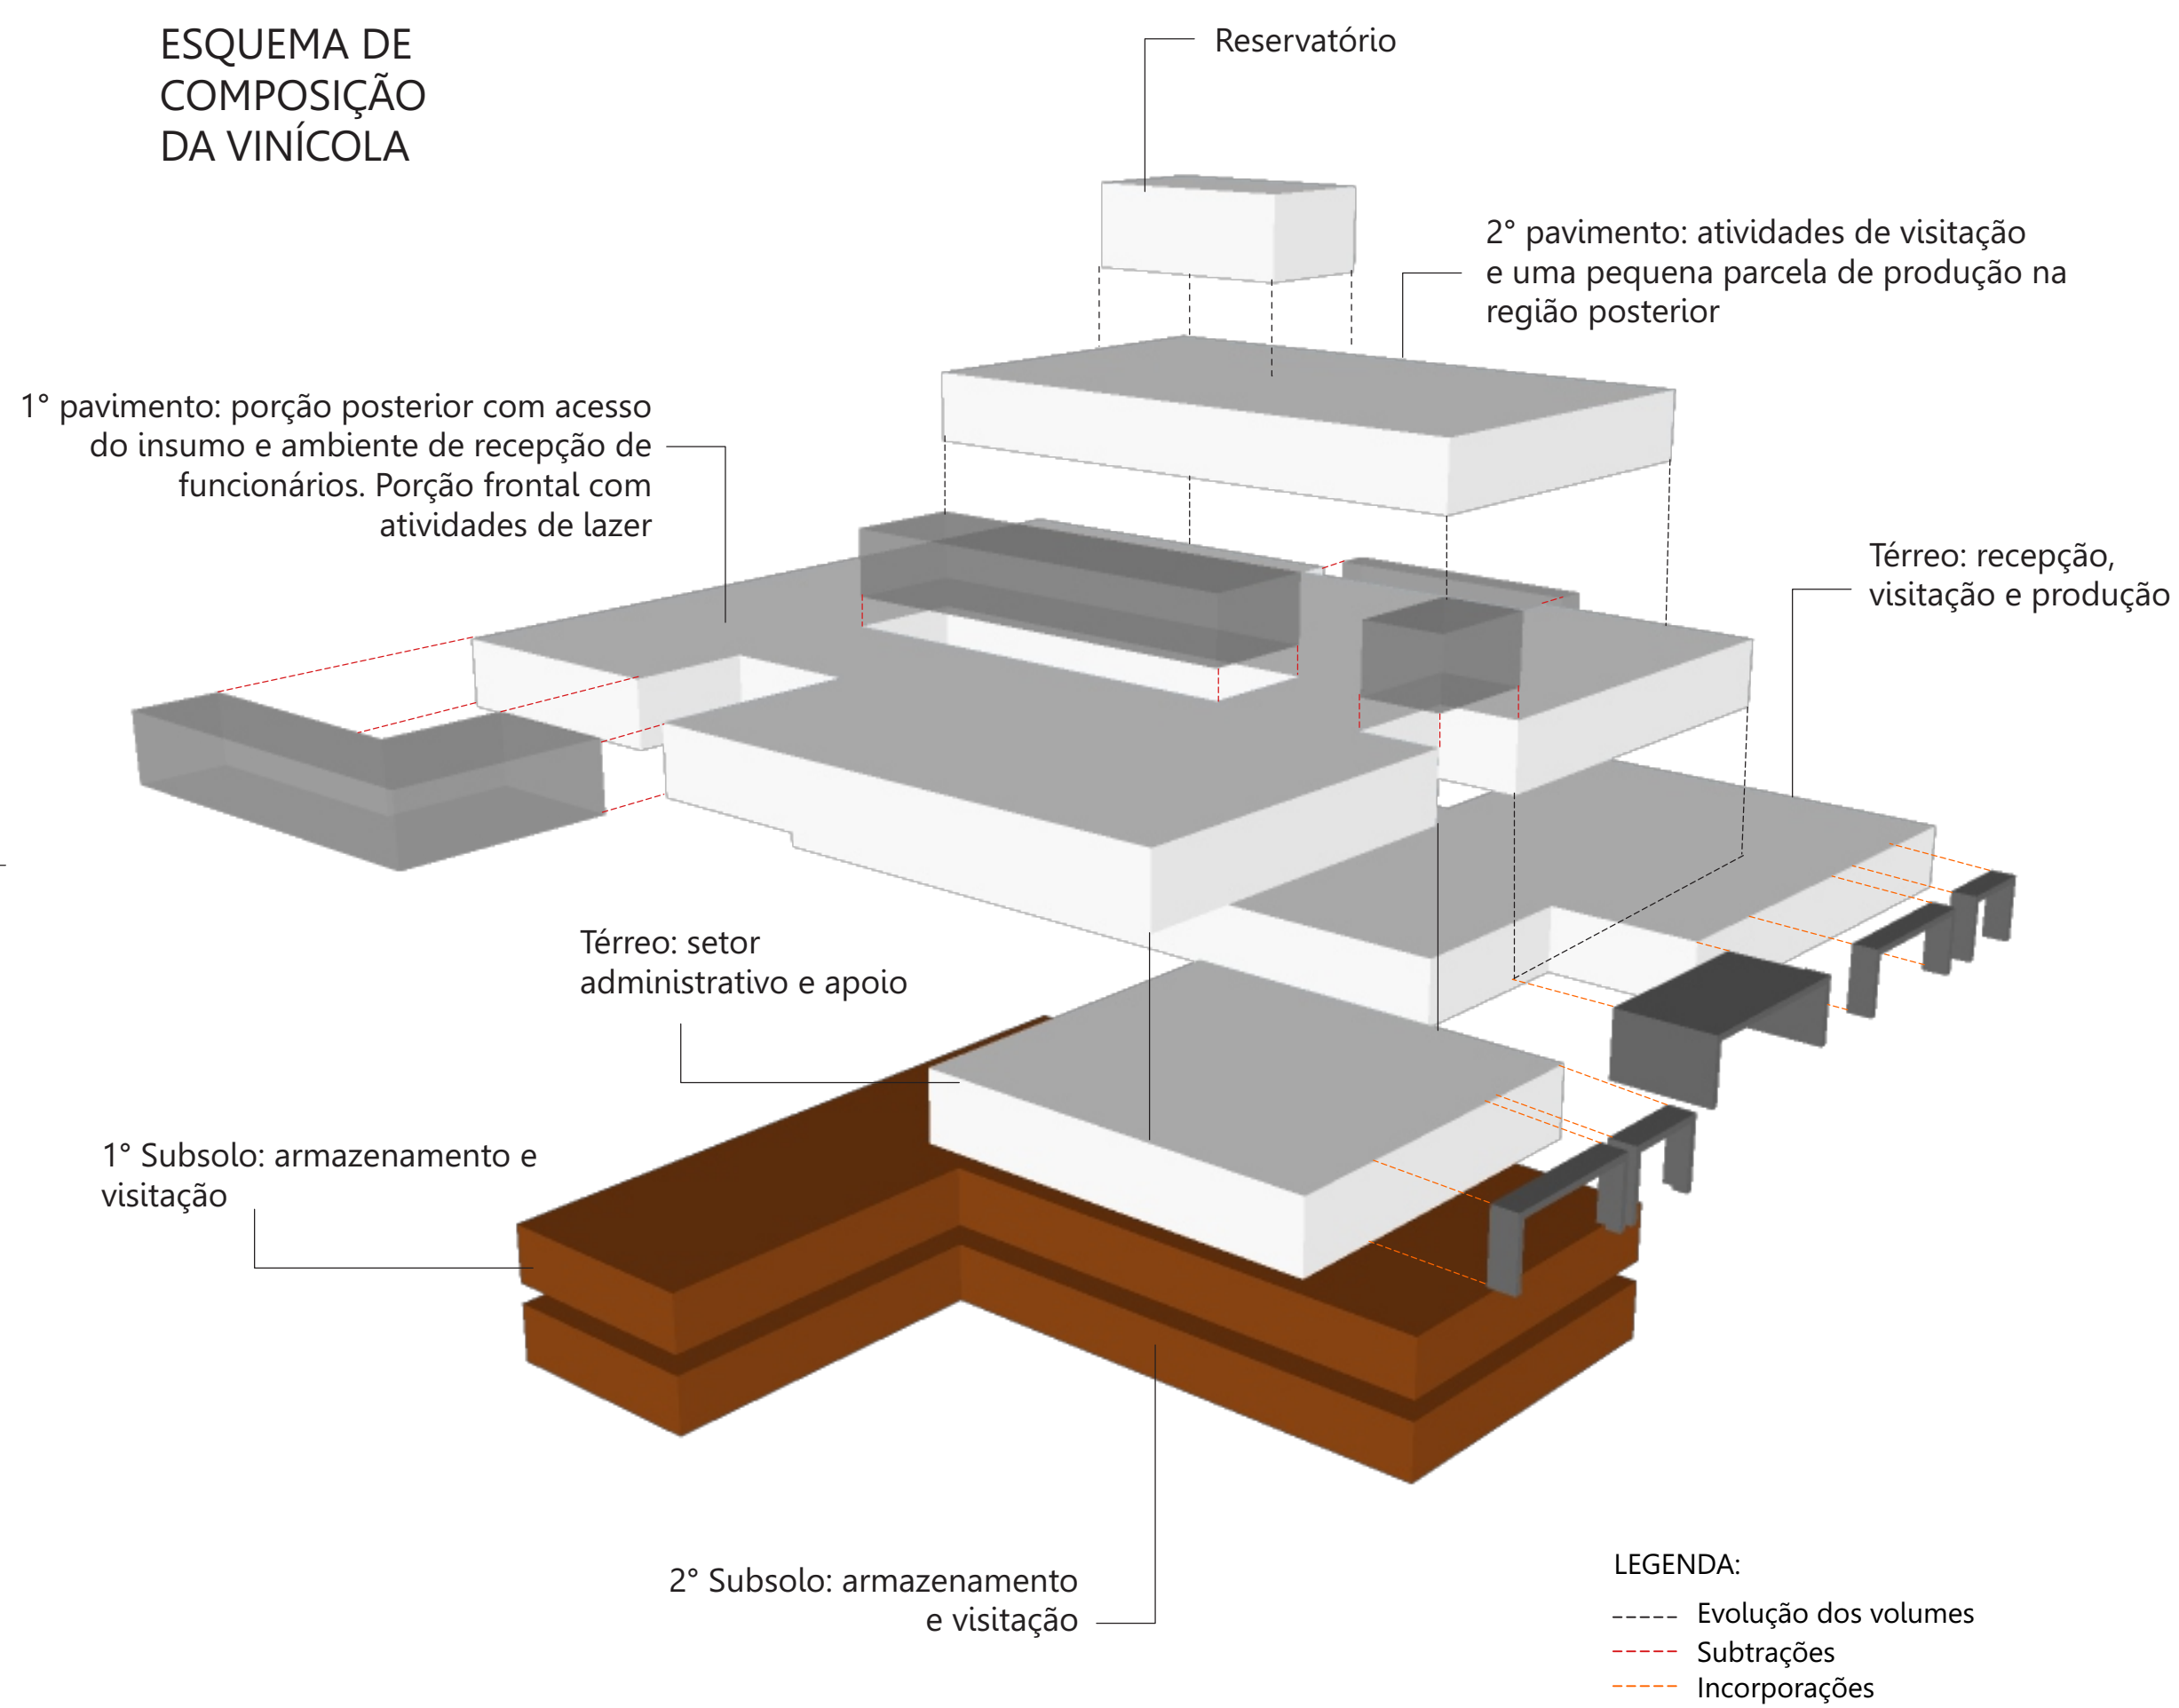 ESQUEMA DE
COMPOSIÇÃO
DA VINÍCOLA
Reservatório
2° pavimento: atividades de visitação
e uma pequena parcela de produção na
região posterior
1° pavimento: porção posterior com acesso
do insumo e ambiente de recepção de
funcionários. Porção frontal com
atividades de lazer
Térreo: recepção,
visitação e produção
Térreo: setor
administrativo e apoio
1° Subsolo: armazenamento e
visitação
2° Subsolo: armazenamento
e visitação
LEGENDA:
Evolução dos volumes
Subtrações
Incorporações